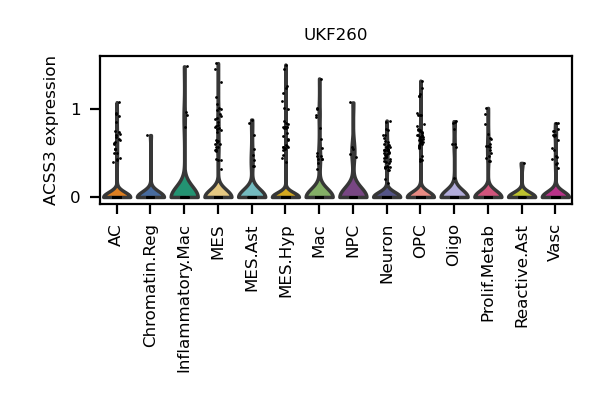 UKF260
ACSS3 expression
1
0
AC
Chromatin.Reg
Inflammatory.Mac
MES
MES.Ast
MES.Hyp
Mac
NPC
Neuron
OPC
Oligo
Prolif.Metab
Reactive.Ast
Vasc